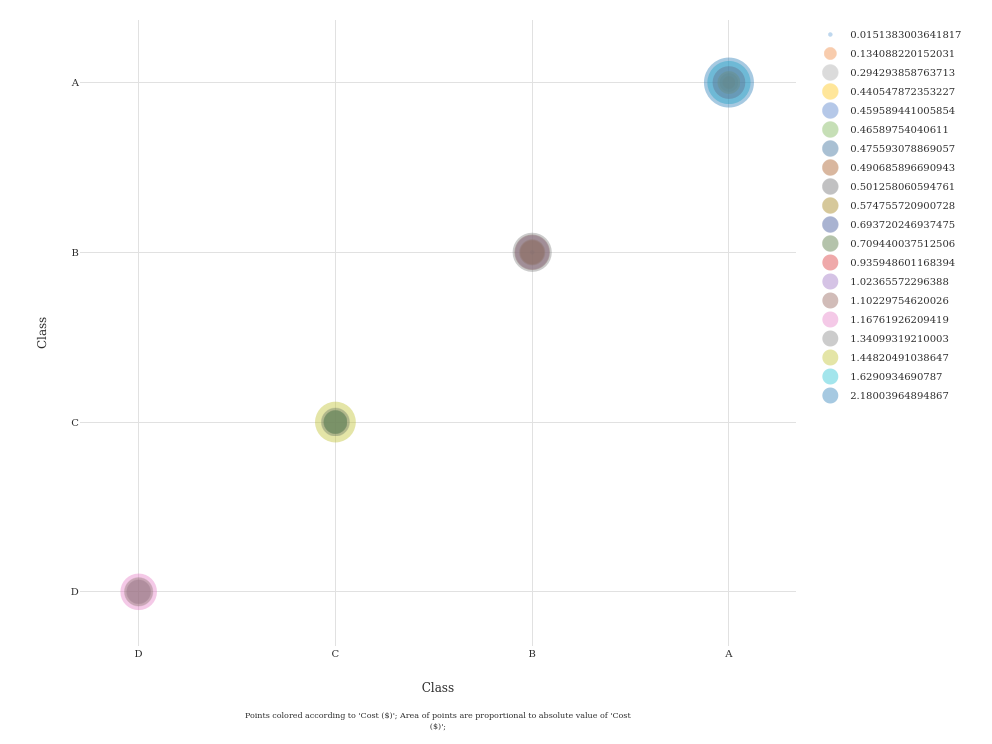 A
B
C
D
Class
D
C
B
A
Class
Points colored according to 'Cost ($)'; Area of points are proportional to absolute value of 'Cost
($)';
0.0151383003641817
0.134088220152031
0.294293858763713
0.440547872353227
0.459589441005854
0.46589754040611
0.475593078869057
0.490685896690943
0.501258060594761
0.574755720900728
0.693720246937475
0.709440037512506
0.935948601168394
1.02365572296388
1.10229754620026
1.16761926209419
1.34099319210003
1.44820491038647
1.6290934690787
2.18003964894867